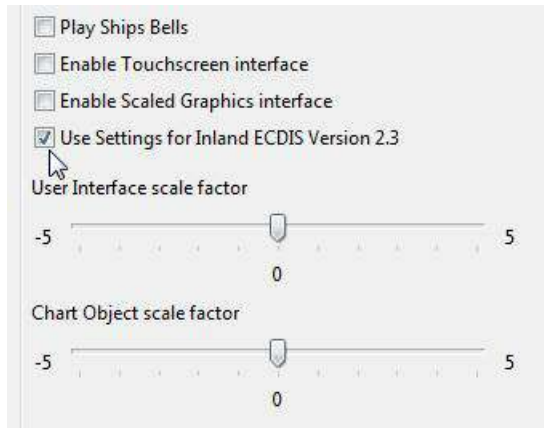 Play Ships Bells
Enable Touchscreen interface
Enable Scaled Graphics interface
Use Settings for Inland ECDIS Version 2.3
User Interface scale factor
-5 5
0
Chart Object scale factor
-5 5
0